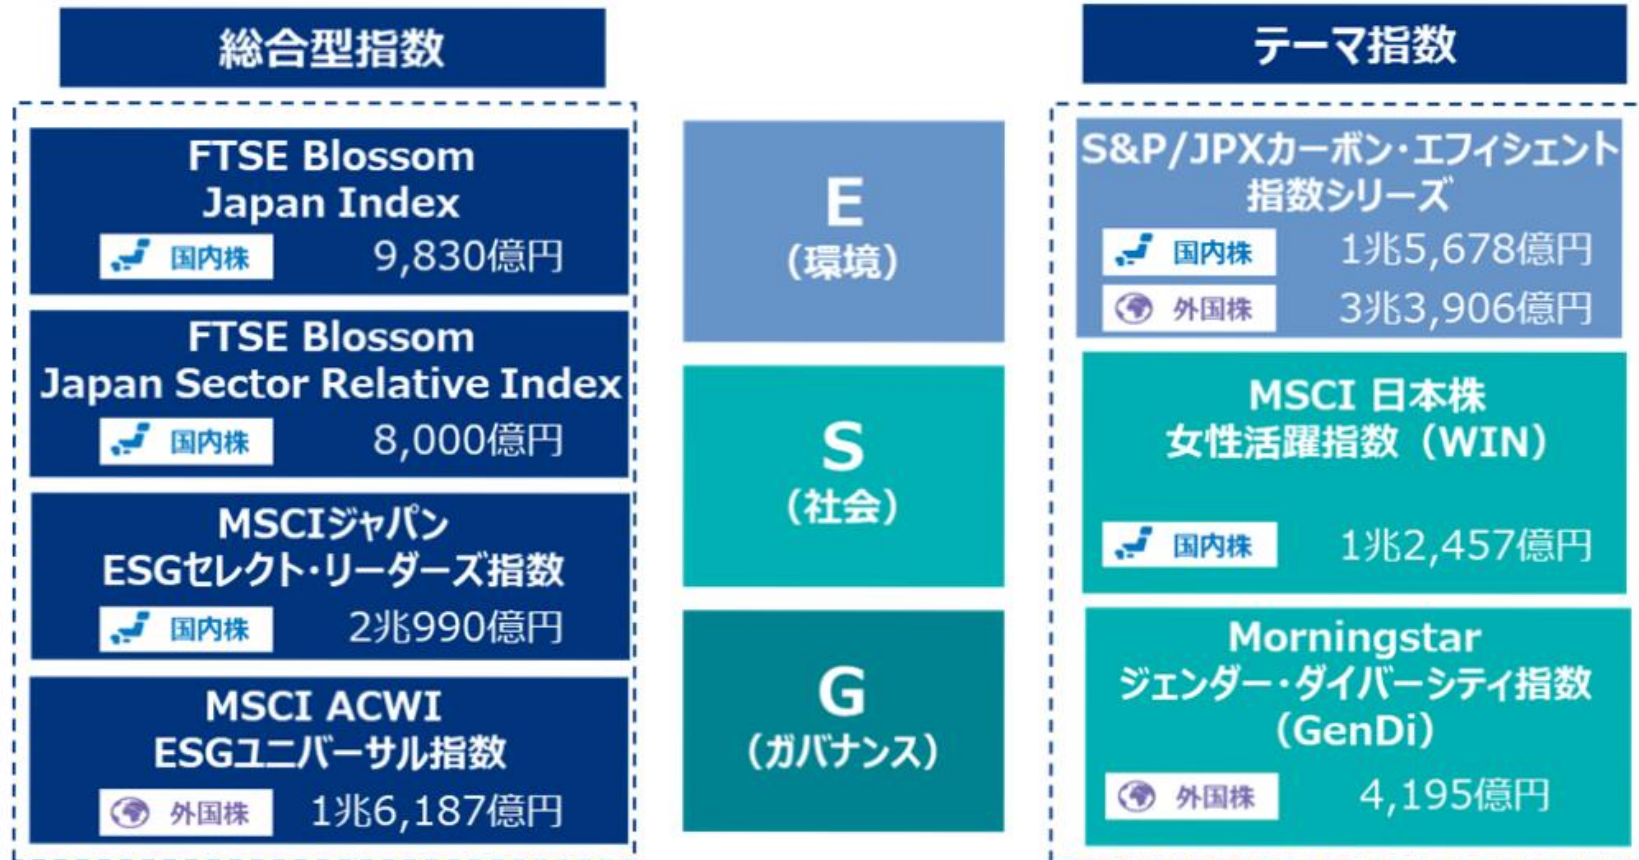 総合型指数
FTSE Blossom
Japan Index
国内株 9,830億円
FTSE Blossom
Japan Sector Relative Index
国内株 8,000億円
MSCIジャパン
ESGセレクト・リーダーズ指数
国内株 2兆990億円
MSCI ACWI
ESGユニバーサル指数
外国株 1兆6,187億円
E
（環境）
S
（社会）
G
（ガバナンス）
テーマ指数
S&P/JPXカーボン・エフィシェント
指数シリーズ
国内株 1兆5,678億円
外国株 3兆3,906億円
MSCI 日本株
女性活躍指数（WIN）
国内株 1兆2,457億円
Morningstar
ジェンダー・ダイバーシティ指数
（GenDi）
外国株 4,195億円